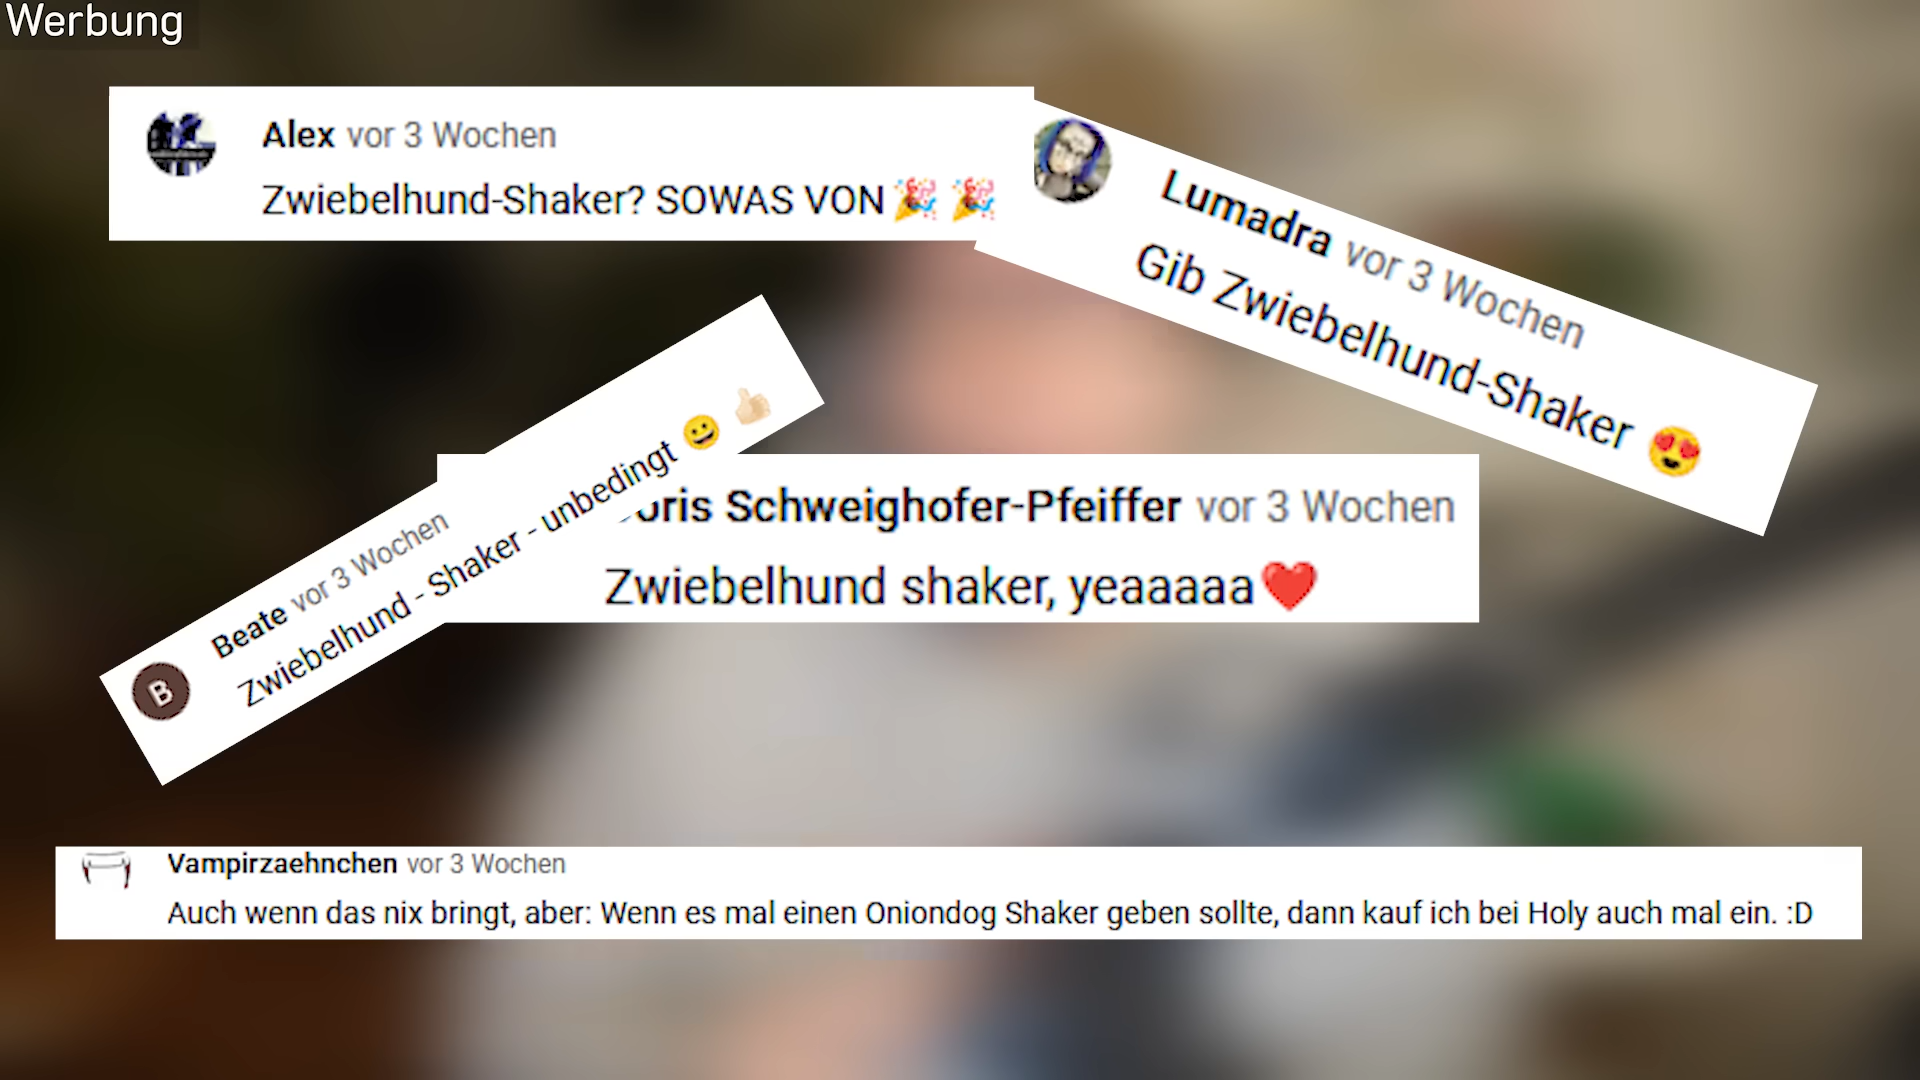 Werbung
Alex vor 3 Wochen
Zwiebelhund-Shaker? SOWAS VON 🎉 🎉
Lumadra vor 3 Wochen
Gib Zwiebelhund-Shaker 😍
Beate vor 3 Wochen
B
Zwiebelhund - Shaker - unbedingt 😀 👍🏻
Schweighofer-Pfeiffer vor 3 Wochen
Zwiebelhund shaker, yeaaaaa❤️
Vampirzaehnchen vor 3 Wochen
Auch wenn das nix bringt, aber: Wenn es mal einen Oniondog Shaker geben sollte, dann kauf ich bei Holy auch mal ein. :D